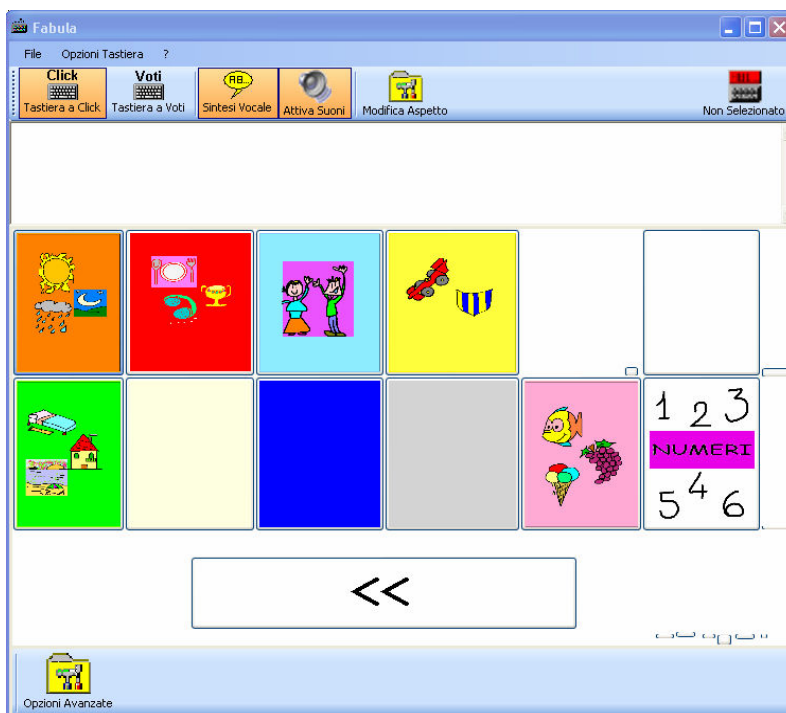 Fabula
File Opzioni Tastiera ?
Click Voti AB...
Tastiera a Click Tastiera a Voti Sintesi Vocale Attiva Suoni Modifica Aspetto Non Selezionato
1 2 3
NUMERI
5 4 6
<<
Opzioni Avanzate